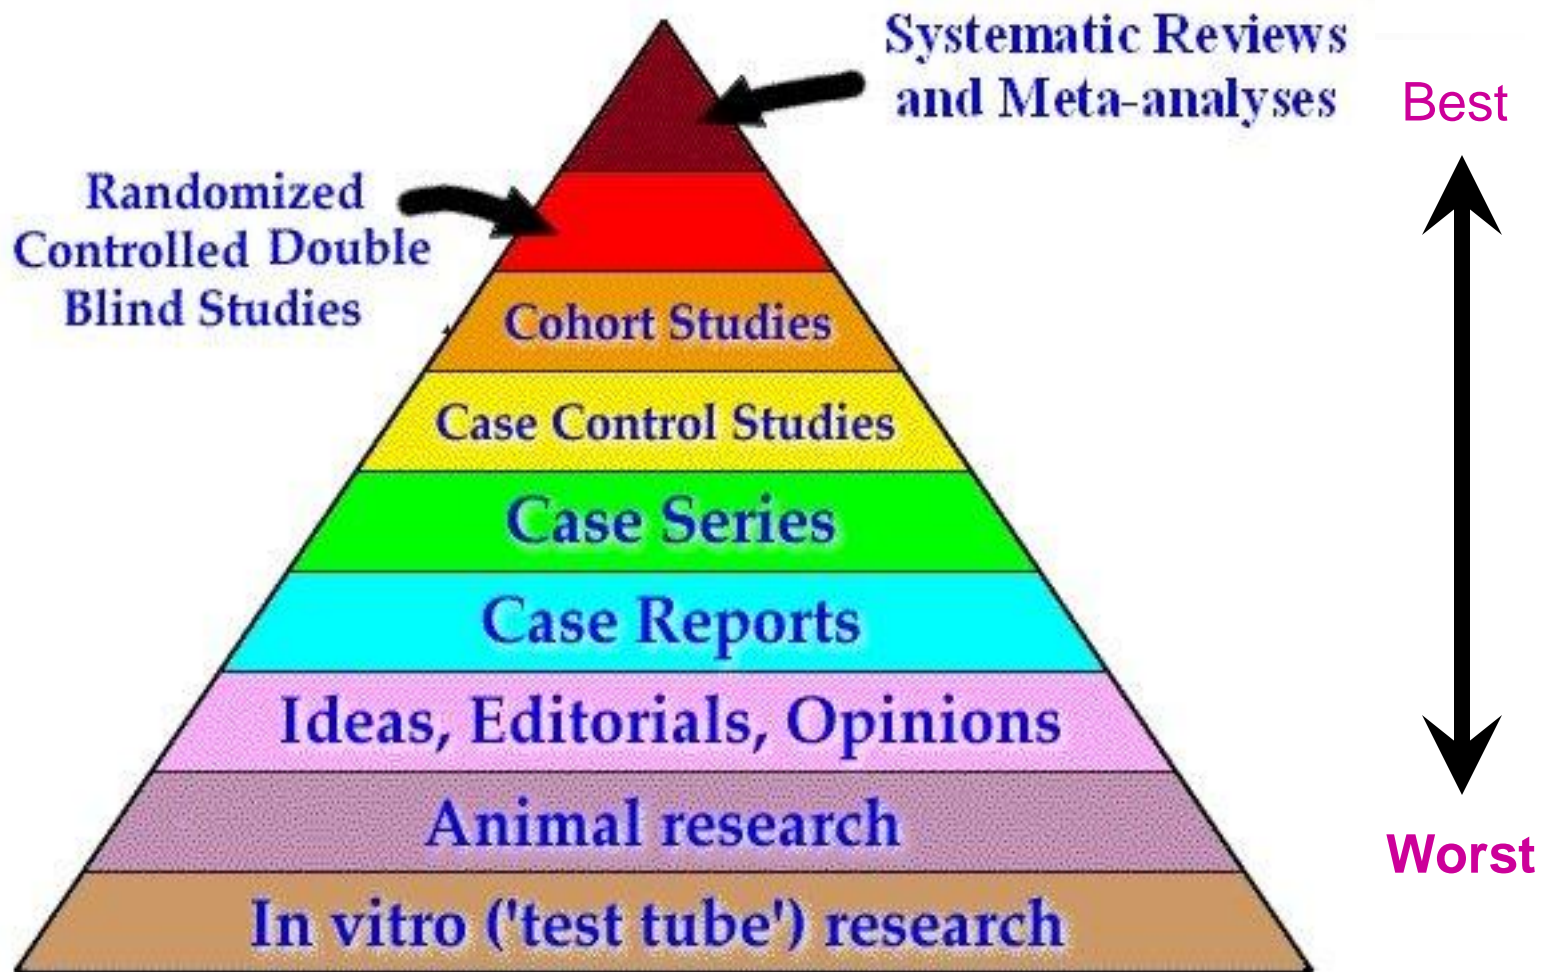 Systematic Reviews
and Meta-analyses
Best
Randomized
Controlled Double
Blind Studies
Cohort Studies
Case Control Studies
Case Series
Case Reports
Ideas, Editorials, Opinions
Animal research
Worst
In vitro ('test tube') research